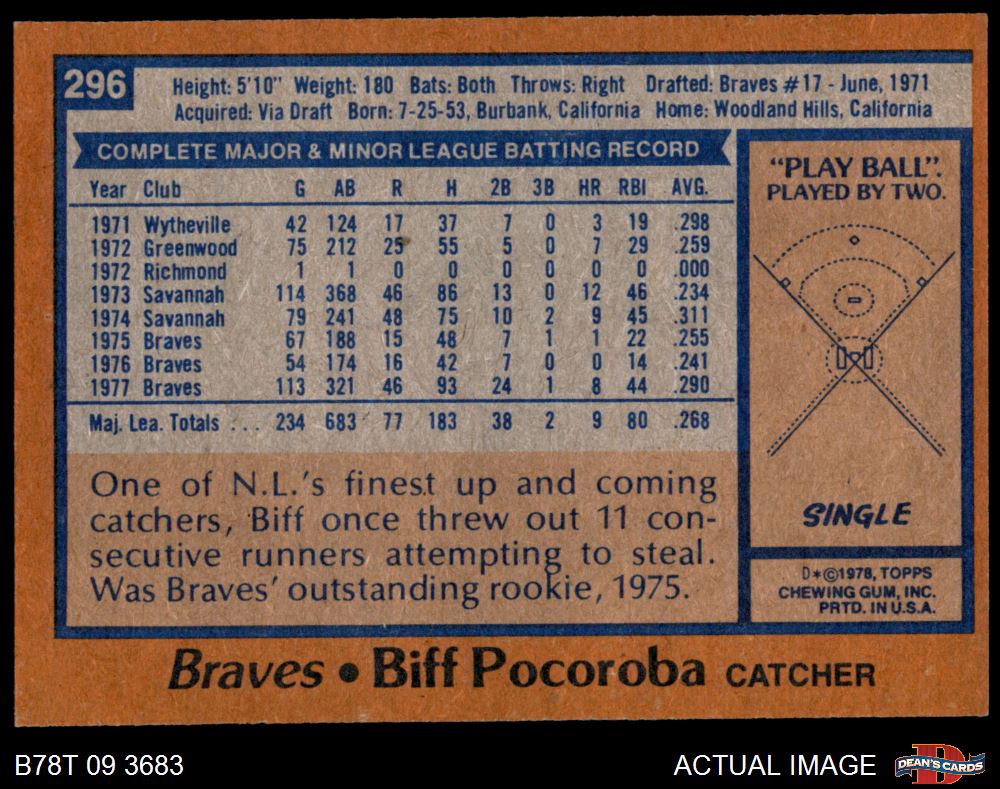 296
Height: 5'10" Weight: 180 Bats: Both Throws: Right Drafted: Braves #17 - June, 1971
Acquired: Via Draft Born: 7-25-53, Burbank, California Home: Woodland Hills, California
COMPLETE MAJOR & MINOR LEAGUE BATTING RECORD
Year Club G AB R H 2B 3B HR RBI AVG.
1971 Wytheville 42 124 17 37 7 0 3 19 .298
1972 Greenwood 75 212 25 55 5 0 7 29 .259
1972 Richmond 1 1 0 0 0 0 0 0 .000
1973 Savannah 114 368 46 86 13 0 12 46 .234
1974 Savannah 79 241 48 75 10 2 9 45 .311
1975 Braves 67 188 15 48 7 1 1 22 .255
1976 Braves 54 174 16 42 7 0 0 14 .241
1977 Braves 113 321 46 93 24 1 8 44 .290
Maj. Lea. Totals ... 234 683 77 183 38 2 9 80 .268
One of N.L.'s finest up and coming
catchers, Biff once threw out 11 con-
secutive runners attempting to steal.
Was Braves' outstanding rookie, 1975.
"PLAY BALL".
PLAYED BY TWO.
SINGLE
D*©1978, TOPPS
CHEWING GUM, INC.
PRTD. IN U.S.A.
Braves • Biff Pocoroba CATCHER
B78T 09 3683
ACTUAL IMAGE
D
DEAN'S CARDS